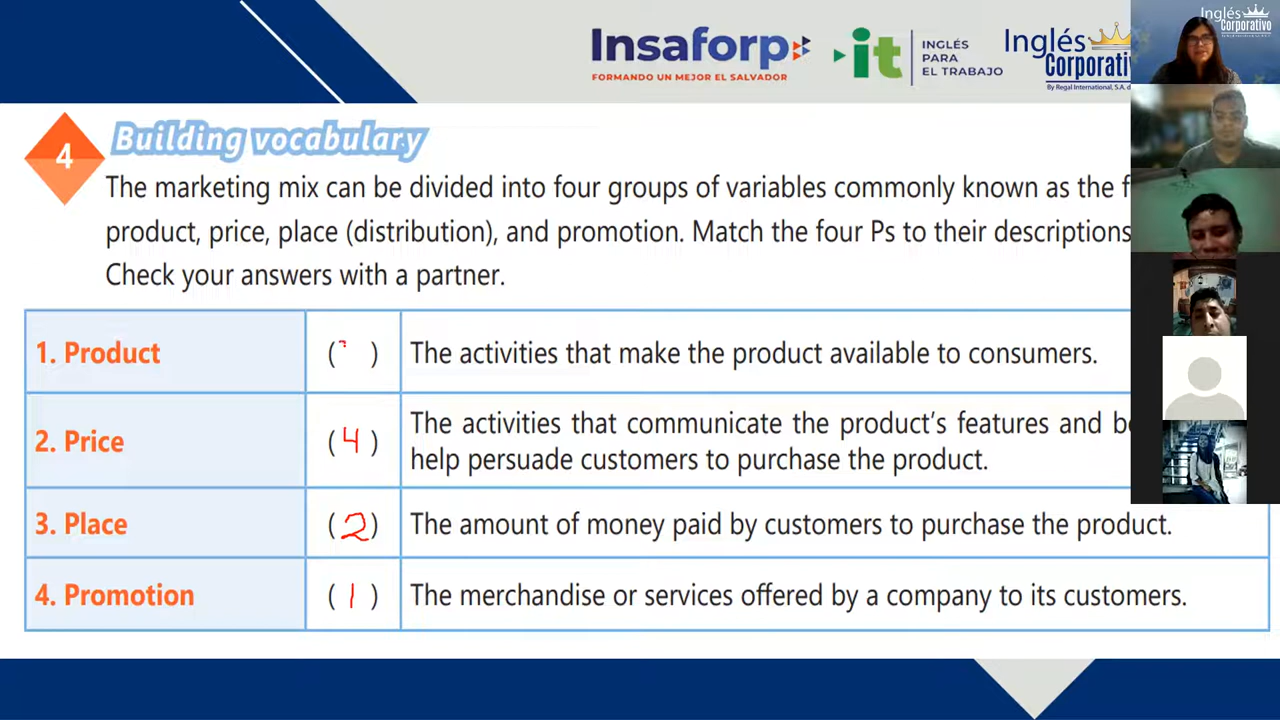 Insaforp
FORMANDO UN MEJOR EL SALVADOR
it
INGLÉS
PARA
EL TRABAJO
Inglés
By Regal International, S.A.
Inglés
Corporativo
4
Building vocabulary
The marketing mix can be divided into four groups of variables commonly known as the
product, price, place (distribution), and promotion. Match the four Ps to their descriptions
Check your answers with a partner.
1. Product ( ) The activities that make the product available to consumers.
2. Price (4) The activities that communicate the product's features and
help persuade customers to purchase the product.
3. Place (2) The amount of money paid by customers to purchase the product.
4. Promotion (1) The merchandise or services offered by a company to its customers.